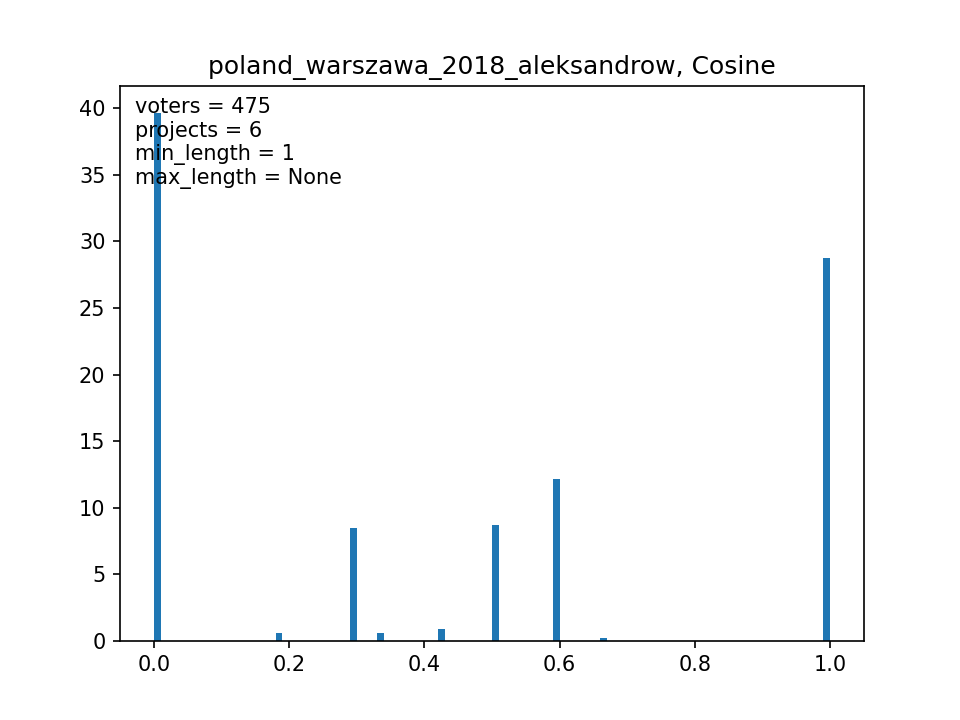 poland_warszawa_2018_aleksandrow, Cosine
voters = 475
projects = 6
min_length = 1
max_length = None
40
35
30
25
20
15
10
5
0
0.0 0.2 0.4 0.6 0.8 1.0